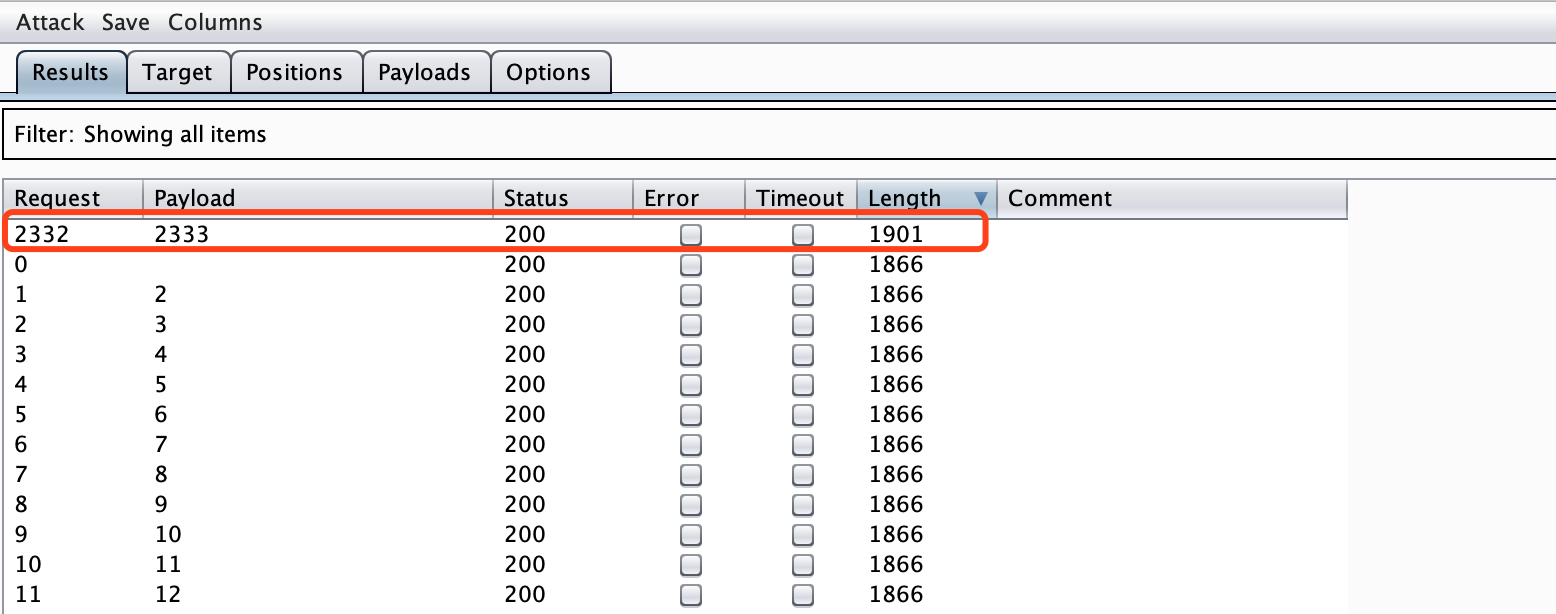 Attack Save Columns
Results Target Positions Payloads Options
Filter: Showing all items
Request Payload Status Error Timeout Length Comment
2332 2333 200 1901
0 200 1866
1 2 200 1866
2 3 200 1866
3 4 200 1866
4 5 200 1866
5 6 200 1866
6 7 200 1866
7 8 200 1866
8 9 200 1866
9 10 200 1866
10 11 200 1866
11 12 200 1866